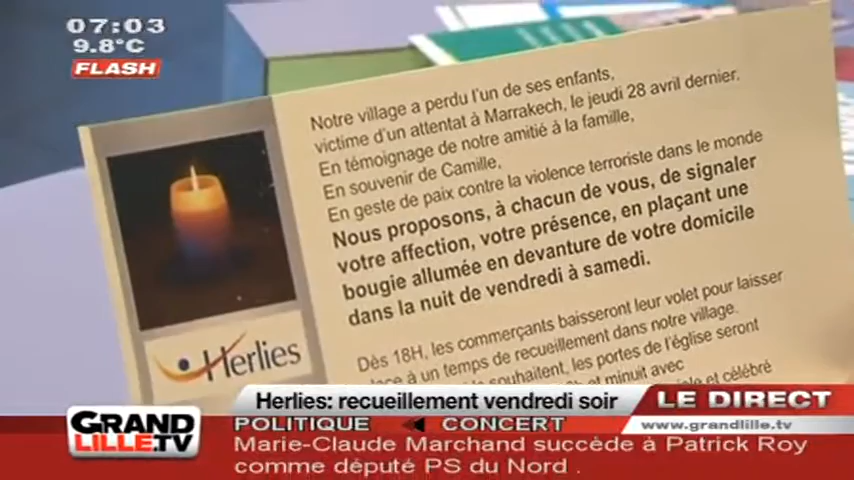 07:03
9.8°C
FLASH
Notre village a perdu l'un de ses enfants,
victime d'un attentat à Marrakech, le jeudi 28 avril dernier.
En témoignage de notre amitié à la famille,
En souvenir de Camille,
En geste de paix contre la violence terroriste dans le monde
Nous proposons, à chacun de vous, de signaler
votre affection, votre présence, en plaçant une
bougie allumée en devanture de votre domicile
dans la nuit de vendredi à samedi.
Dès 18H, les commerçants baisseront leur volet pour laisser
à un temps de recueillement dans notre village.
souhaitent, les portes de l'église seront
et minuit avec
et célébré
Herlies
Herlies: recueillement vendredi soir
LE DIRECT
GRAND
LILLE.TV
POLITIQUE
CONCERT
www.grandlille.tv
Marie-Claude Marchand succède à Patrick Roy
comme député PS du Nord .